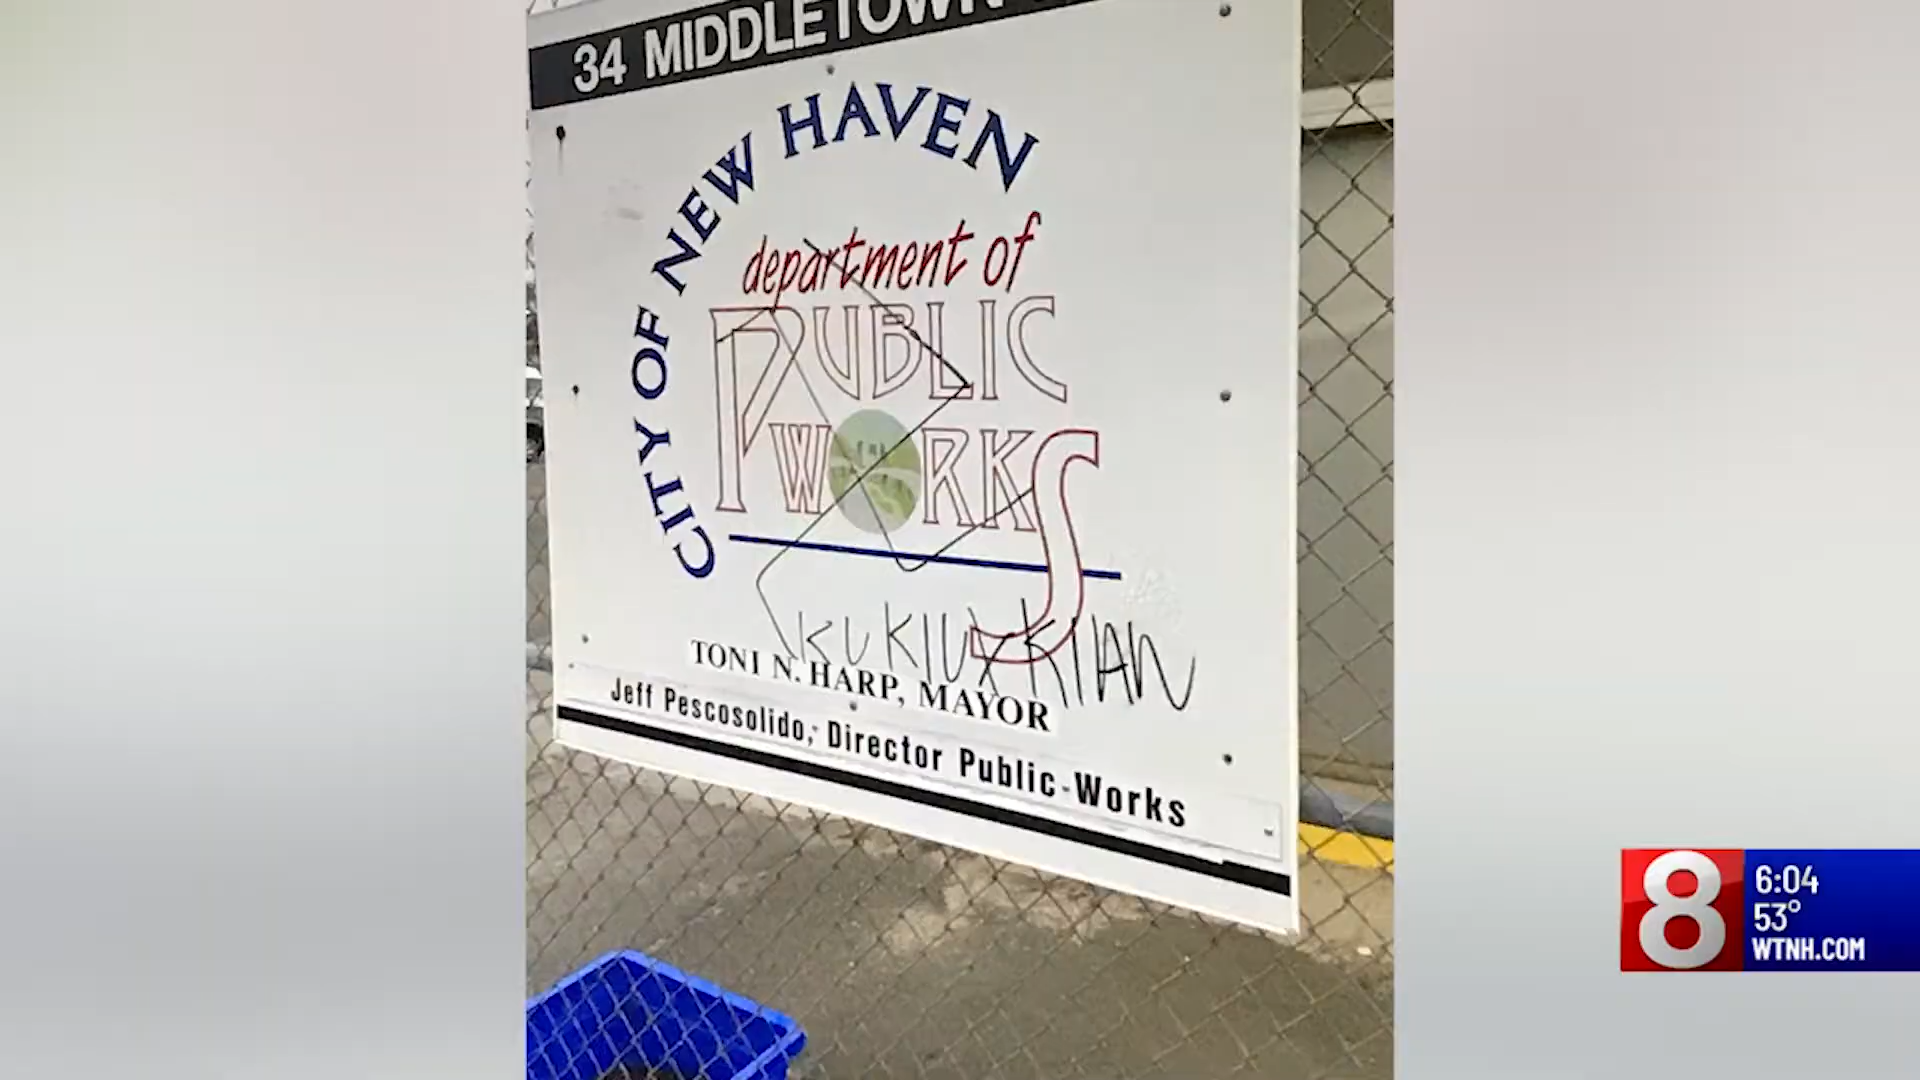 34 MIDDLETOWN
CITY OF NEW HAVEN
department of
PUBLIC
WORKS
KU KLUX KLAN
TONI N. HARP, MAYOR
Jeff Pescosolido, Director Public-Works
8
6:04
53°
WTNH.COM